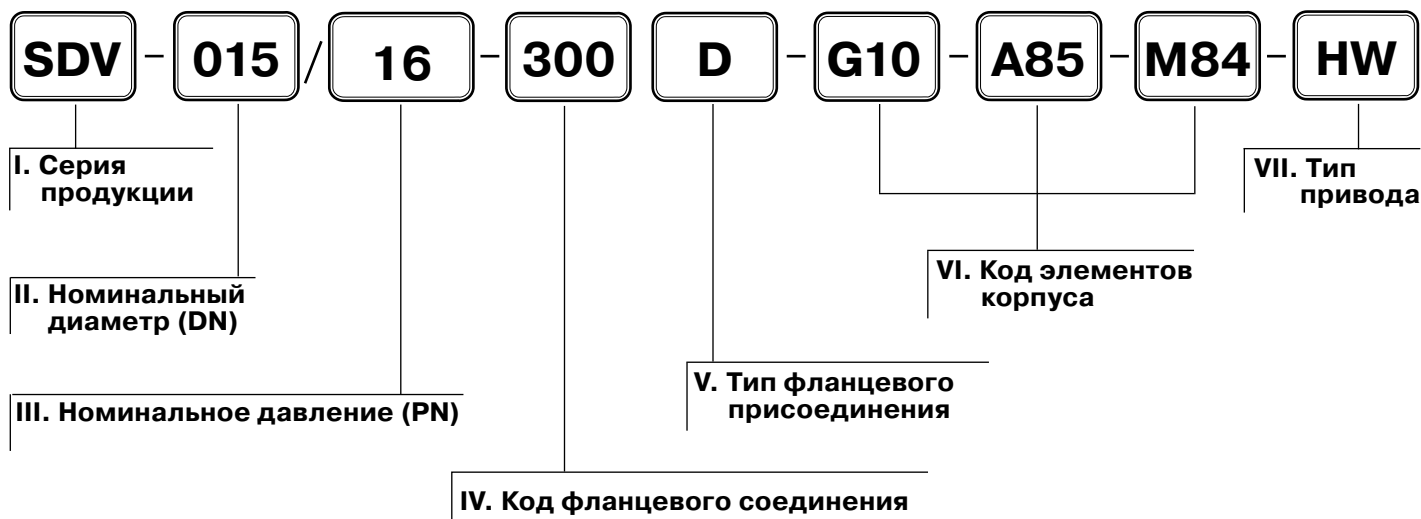 SDV – 015 / 16 – 300 D – G10 – A85 – M84 – HW
I. Серия
продукции
VII. Тип
привода
VI. Код элементов
корпуса
II. Номинальный
диаметр (DN)
V. Тип фланцевого
присоединения
III. Номинальное давление (PN)
IV. Код фланцевого соединения